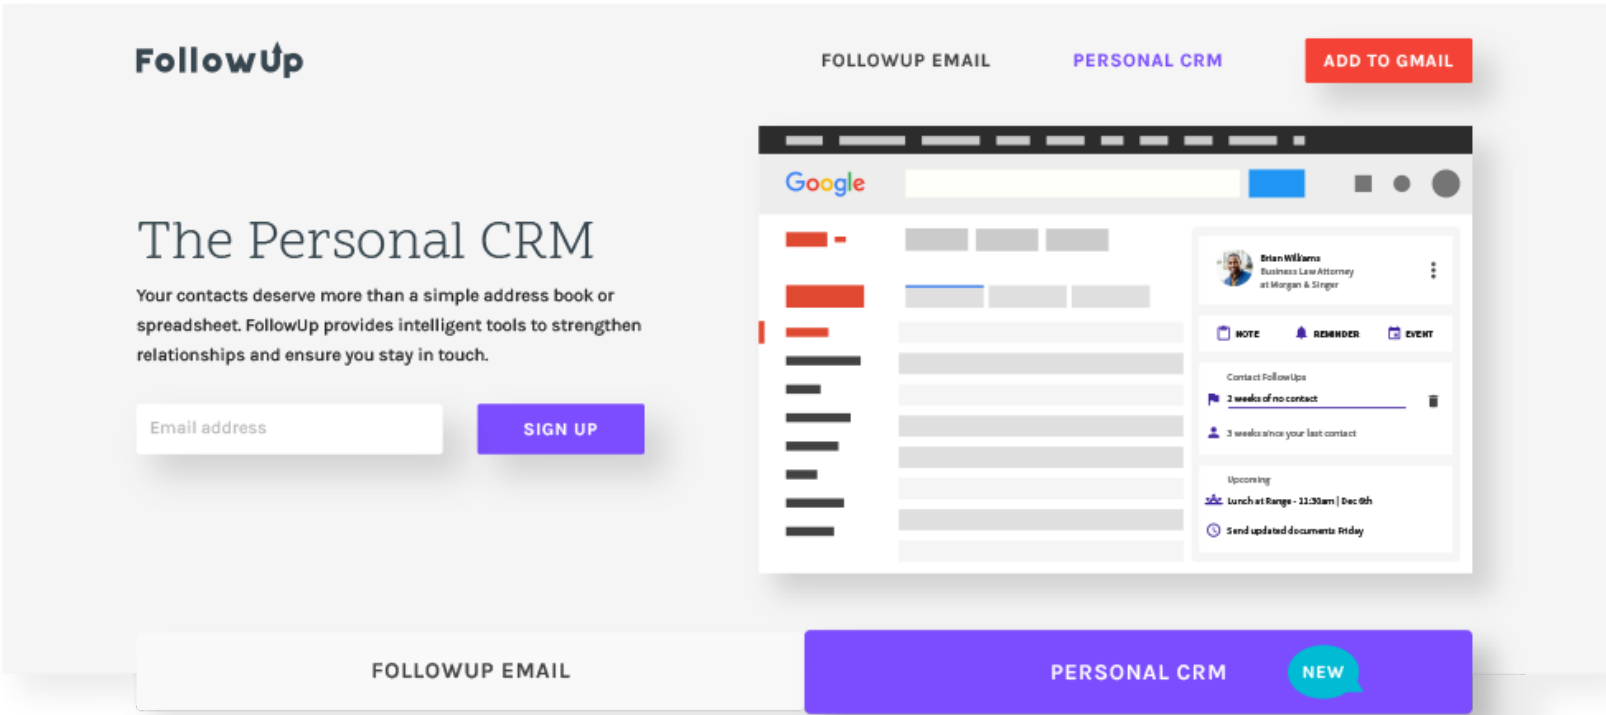 FollowUp
FOLLOWUP EMAIL
PERSONAL CRM
ADD TO GMAIL
The Personal CRM
Your contacts deserve more than a simple address book or
spreadsheet. FollowUp provides intelligent tools to strengthen
relationships and ensure you stay in touch.
Email address
SIGN UP
Google
Brian Williams
Business Law Attorney
at Morgan & Singer
NOTE
REMINDER
EVENT
Contact FollowUps
2 weeks of no contact
3 weeks since your last contact
Upcoming
Lunch at Range - 11:30am | Dec 6th
Send updated documents Friday
FOLLOWUP EMAIL
PERSONAL CRM
NEW